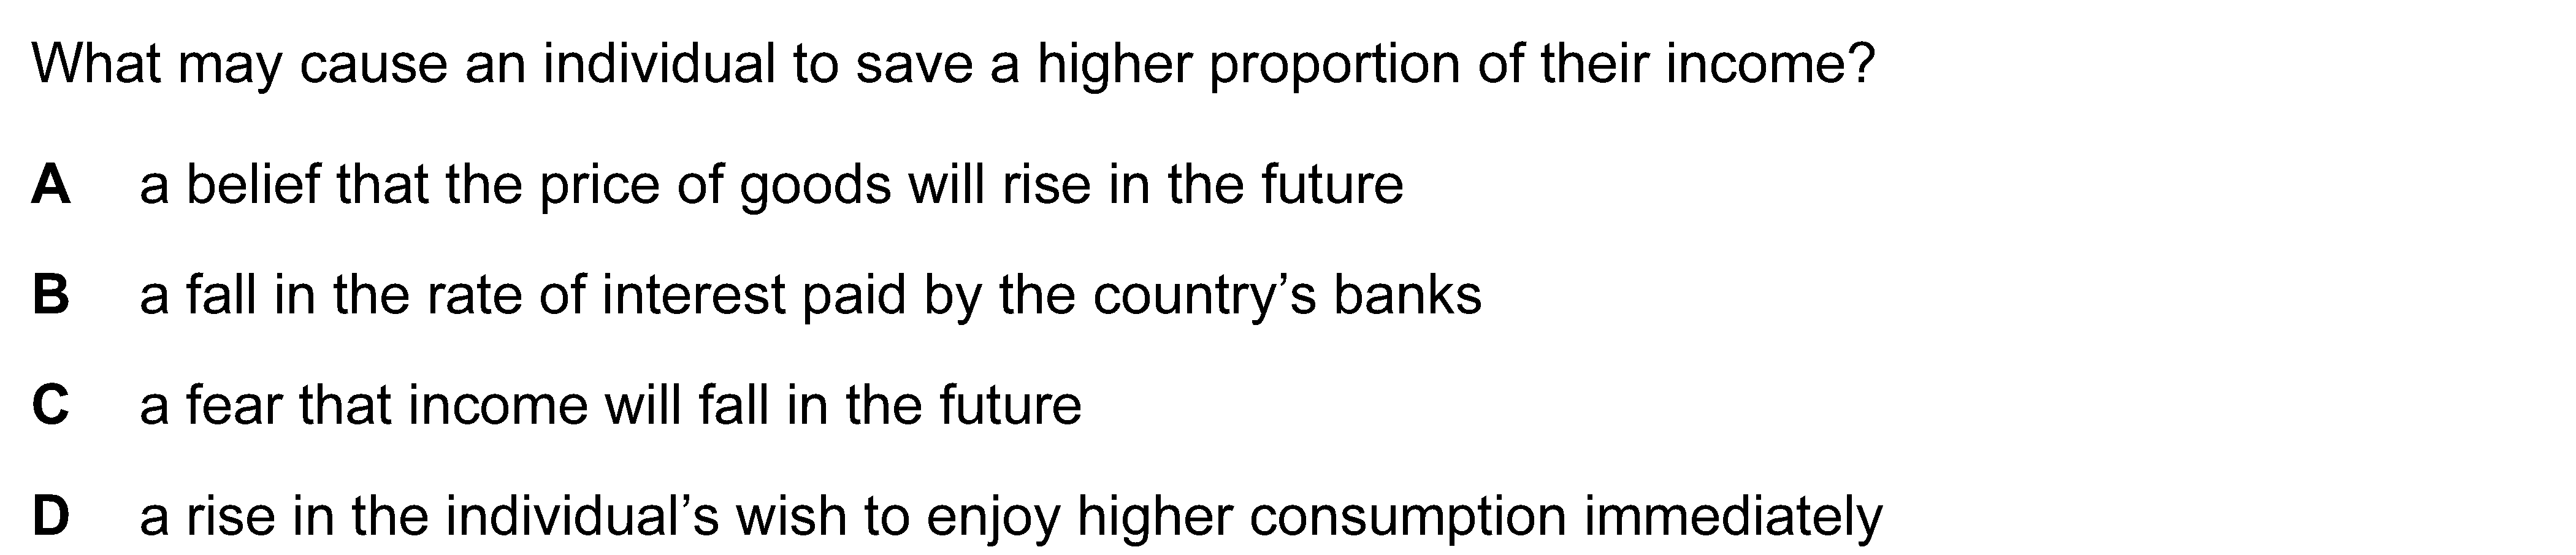 What may cause an individual to save a higher proportion of their income?
A a belief that the price of goods will rise in the future
B a fall in the rate of interest paid by the country’s banks
C a fear that income will fall in the future
D a rise in the individual’s wish to enjoy higher consumption immediately